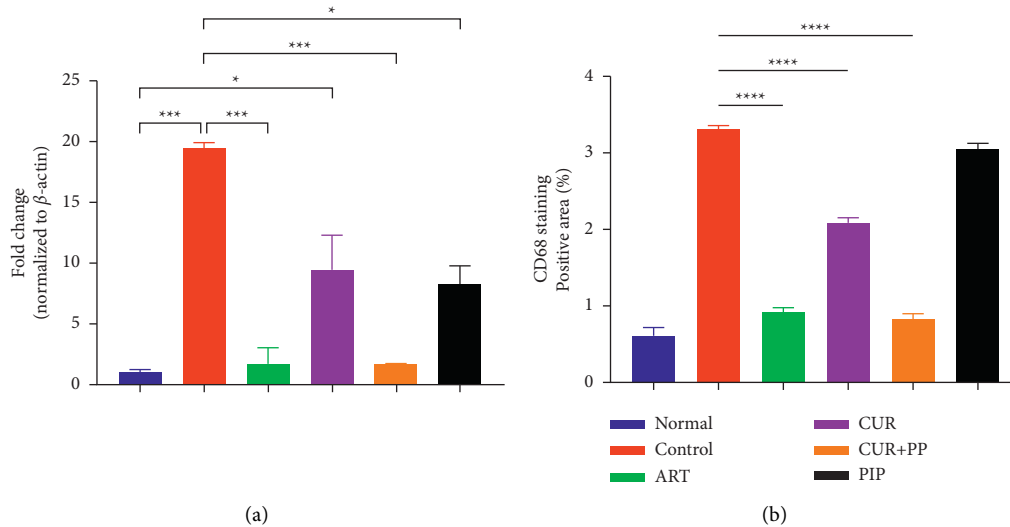 *
***
*
*** ***
25
20
15
10
5
0
Fold change
(normalized to β-actin)
(a)
****
****
****
4
3
2
1
0
CD68 staining
Positive area (%)
Normal
Control
ART
CUR
CUR+PP
PIP
(b)